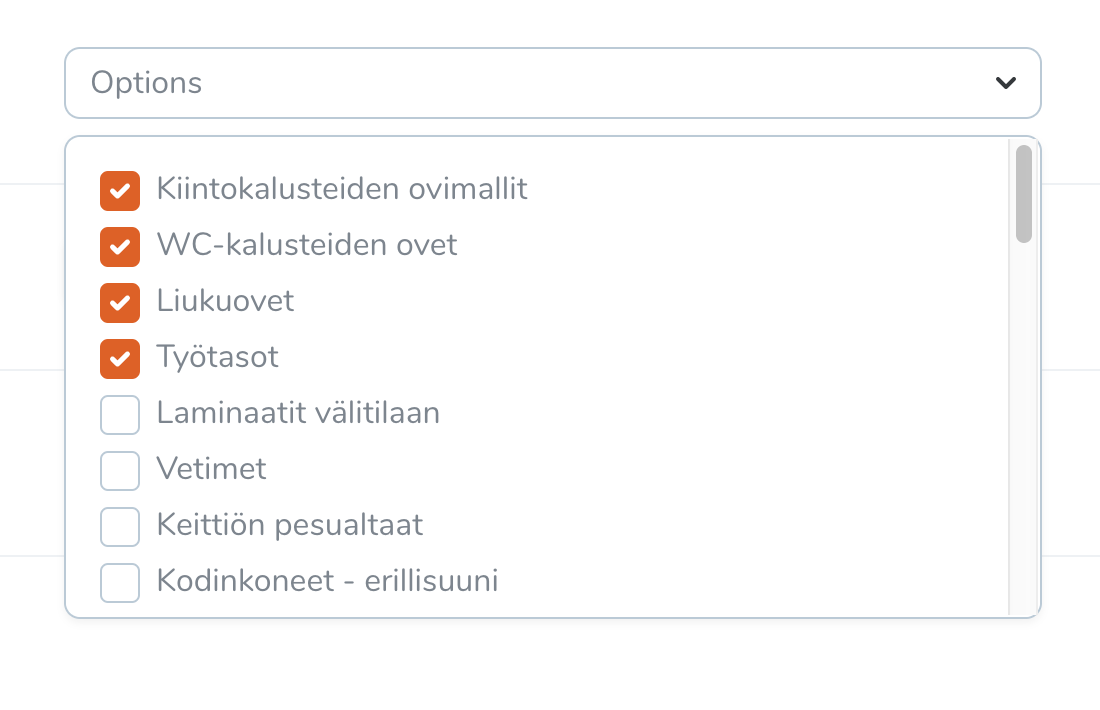 Options
Kiintokalusteiden ovimallit
WC-kalusteiden ovet
Liukuovet
Työtasot
Laminaatit välitilaan
Vetimet
Keittiön pesualtaat
Kodinkoneet - erillisuuni